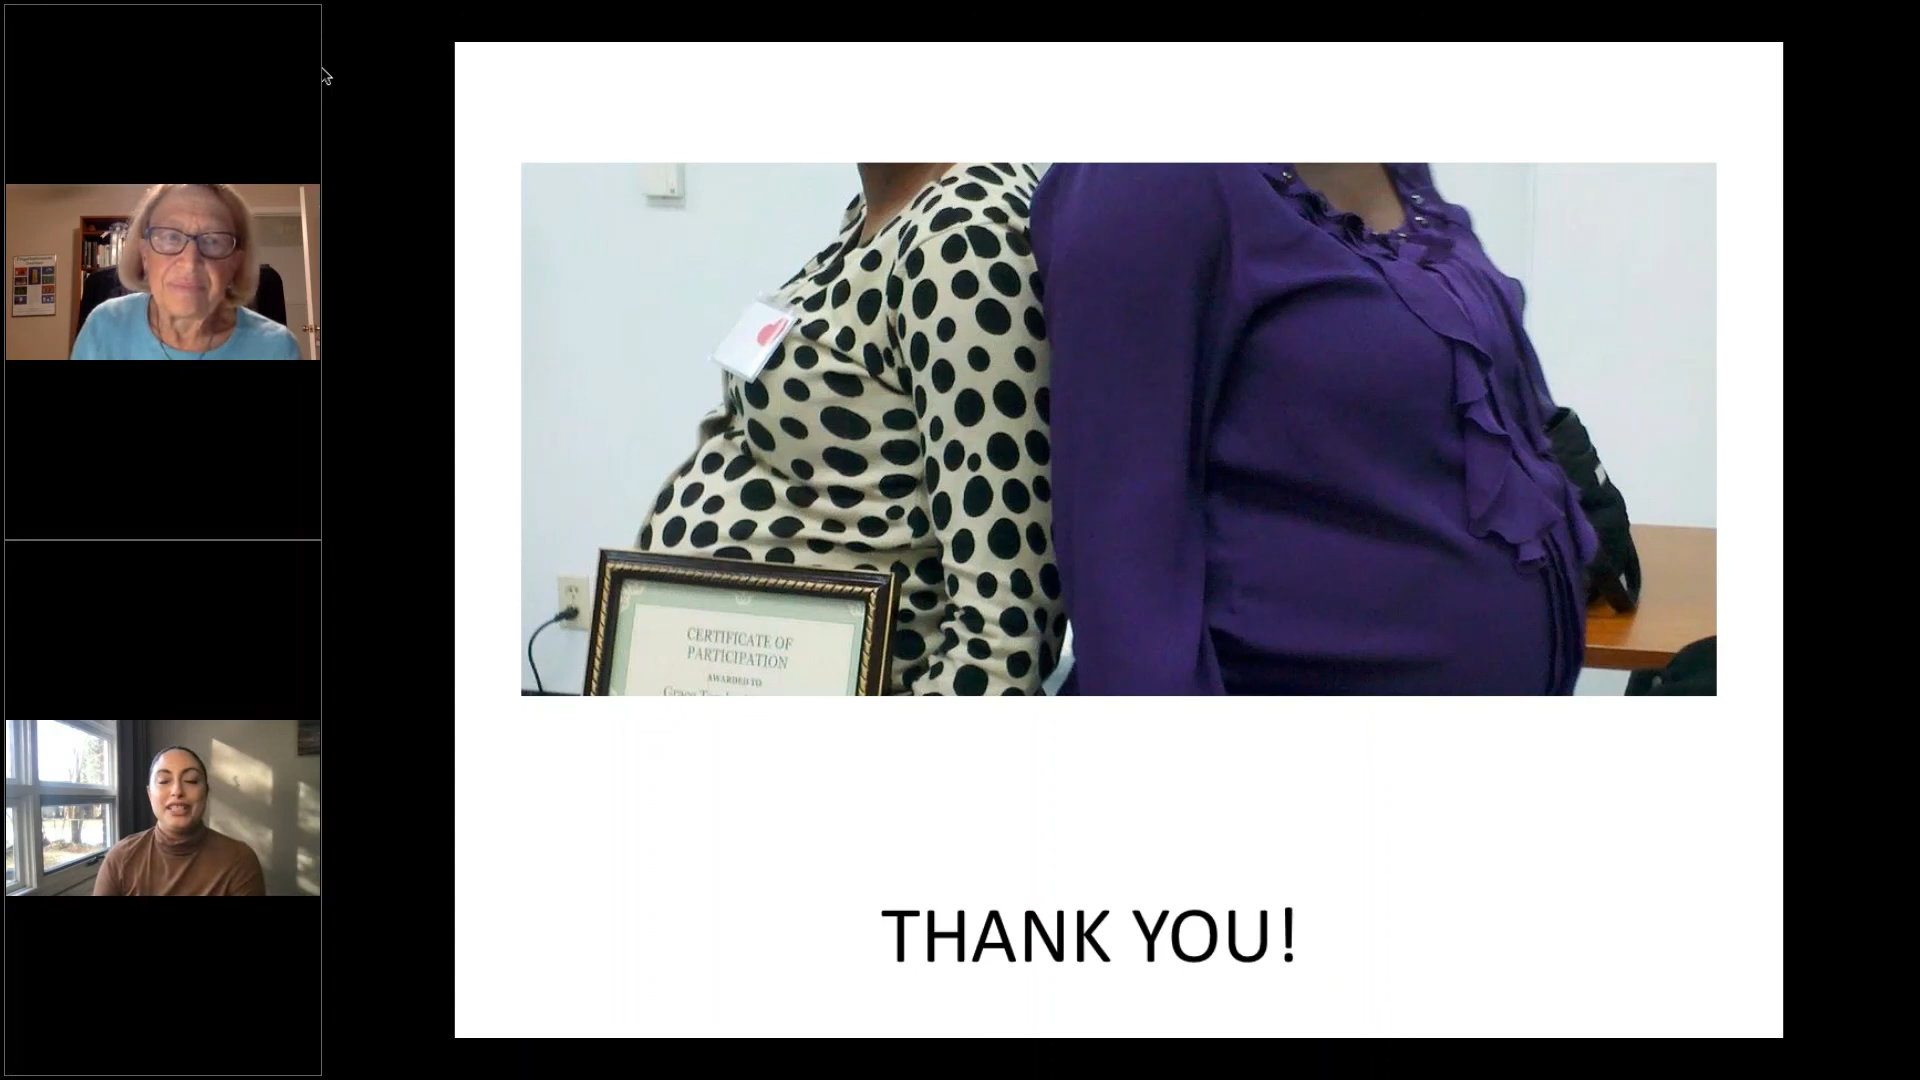 CERTIFICATE OF
PARTICIPATION
AWARDED TO
THANK YOU!